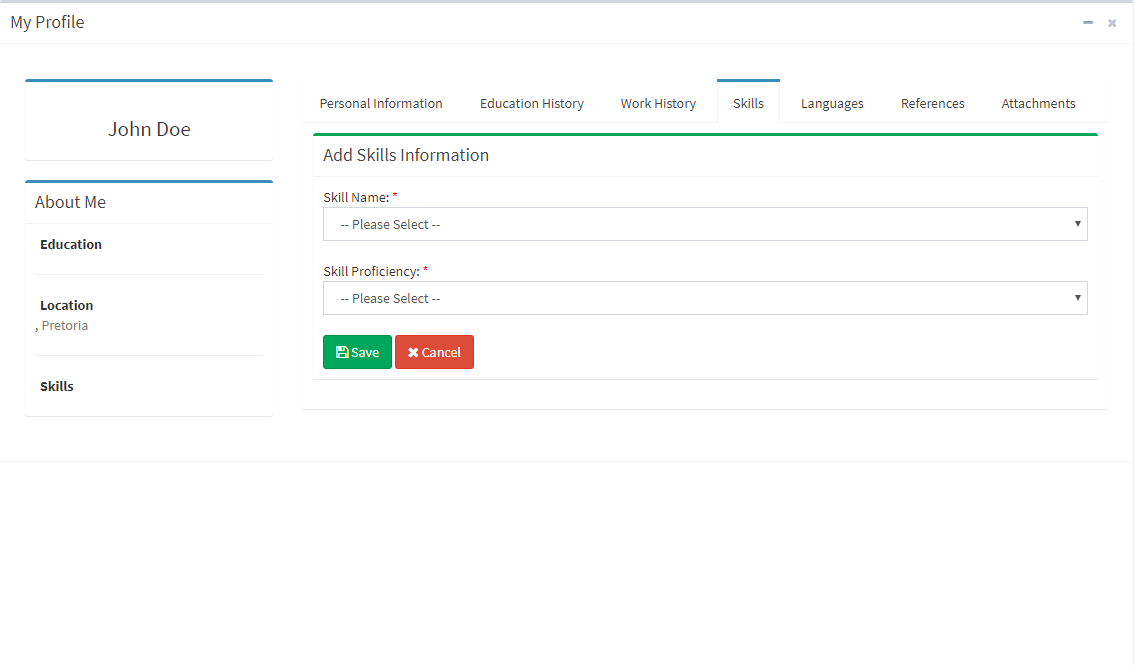 My Profile
John Doe
About Me
Education
Location
, Pretoria
Skills
Personal Information Education History Work History Skills Languages References Attachments
Add Skills Information
Skill Name: *
-- Please Select --
Skill Proficiency: *
-- Please Select --
Save Cancel